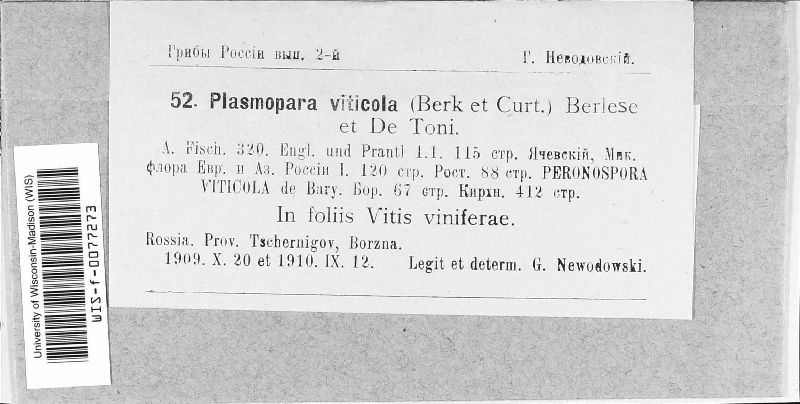 Грибы Россіи вып. 2-й
Г. Неводовскій.
52. Plasmopara viticola (Berk et Curt.) Berlese
et De Toni.
A. Fisch. 320. Engl. und Prantl 1.1. 115 стр. Ячевскій, Мик.
флора Евр. и Аз. Россіи I. 120 стр. Рост. 88 стр. PERONOSPORA
VITICOLA de Bary. Бор. 67 стр. Кирхн. 412 стр.
In foliis Vitis viniferae.
Rossia. Prov. Tschernigov, Borzna.
1909. X. 20 et 1910. IX. 12. Legit et determ. G. Newodowski.
University of Wisconsin-Madison (WIS)
WIS-f-0077273